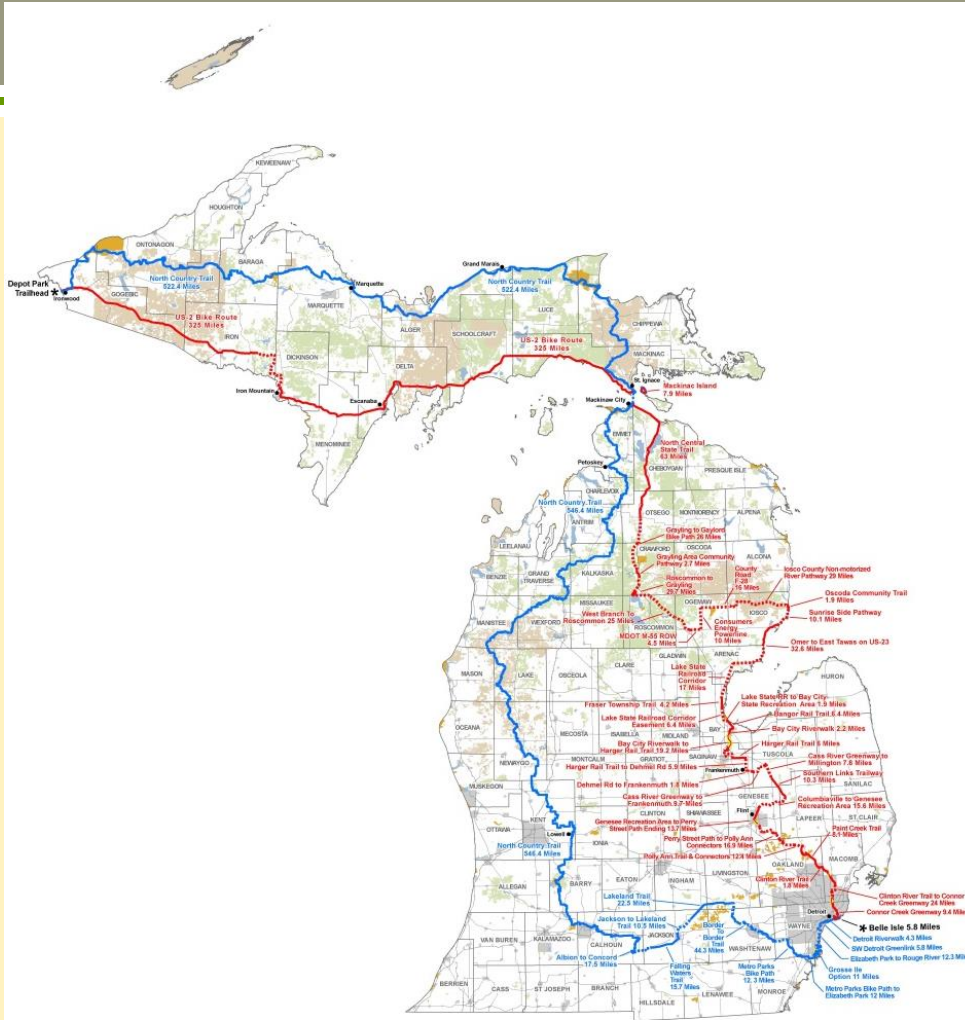 KEWEENAW
HOUGHTON
ONTONAGON
BARAGA
Grand Marais
North Country Trail
522.4 Miles
North Country Trail
522.4 Miles
Depot Park
Trailhead
*
Ironwood
GOGEBIC
Marquette
MARQUETTE
ALGER
LUCE
SCHOOLCRAFT
CHIPPEWA
US-2 Bike Route
325 Miles
IRON
US-2 Bike Route
325 Miles
DICKINSON
DELTA
MACKINAC
St. Ignace
Mackinac Island
7.9 Miles
Iron Mountain
Escanaba
Mackinaw City
MENOMINEE
EMMET
North Central
State Trail
63 Miles
CHEBOYGAN
PRESQUE ISLE
Petoskey
CHARLEVOIX
North Country Trail
546.4 Miles
ANTRIM
OTSEGO
MONTMORENCY
ALPENA
LEELANAU
Grayling to Gaylord
Bike Path 26 Miles
CRAWFORD
OSCODA
ALCONA
BENZIE
GRAND
TRAVERSE
KALKASKA
Grayling Area Community
Pathway 2.7 Miles
County
Road
F-28
16 Miles
Iosco County Non-motorized
River Pathway 29 Miles
Roscommon to
Grayling
29.7 Miles
Oscoda Community Trail
1.9 Miles
MANISTEE
WEXFORD
MISSAUKEE
ROSCOMMON
OGEMAW
IOSCO
West Branch To
Roscommon 25 Miles
Sunrise Side Pathway
10.1 Miles
Consumers
Energy
Powerline
10 Miles
MDOT M-55 ROW
4.5 Miles
Omer to East Tawas on US-23
32.6 Miles
GLADWIN
ARENAC
MASON
LAKE
OSCEOLA
CLARE
Lake State
Railroad
Corridor
17 Miles
HURON
Lake State RR to Bay City
State Recreation Area 1.9 Miles
Fraser Township Trail 4.2 Miles
Bangor Rail Trail 6.4 Miles
OCEANA
Lake State Railroad Corridor
Easement 6.4 Miles
BAY
Bay City Riverwalk 2.2 Miles
NEWAYGO
MECOSTA
ISABELLA
MIDLAND
Bay City Riverwalk to
Harger Rail Trail 19.2 Miles
Harger Rail Trail 6 Miles
TUSCOLA
MONTCALM
GRATIOT
SAGINAW
Cass River Greenway to
Millington 7.8 Miles
Harger Rail Trail to Dehmel Rd 5.9 Miles
Frankenmuth
SANILAC
Southern Links Trailway
10.3 Miles
Dehmel Rd to Frankenmuth 1.8 Miles
MUSKEGON
Cass River Greenway to
Frankenmuth 9.7 Miles
GENESEE
Columbiaville to Genesee
Recreation Area 15.6 Miles
KENT
CLINTON
SHIAWASSEE
Flint
LAPEER
ST. CLAIR
OTTAWA
IONIA
Genesee Recreation Area to Perry
Street Path Ending 13.7 Miles
Lowell
Paint Creek Trail
8.1 Miles
Perry Street Path to Polly Ann
Connectors 16.9 Miles
North Country Trail
546.4 Miles
Polly Ann Trail & Connectors 12.4 Miles
OAKLAND
MACOMB
ALLEGAN
BARRY
EATON
INGHAM
LIVINGSTON
Clinton River Trail
1.8 Miles
Lakeland Trail
22.5 Miles
Clinton River Trail to Connor
Creek Greenway 24 Miles
Jackson to Lakeland
Trail 10.5 Miles
Detroit
Connor Creek Greenway 9.4 Mile
VAN BUREN
KALAMAZOO
CALHOUN
JACKSON
Border
To
Border
Trail
44.3 Miles
WASHTENAW
WAYNE
* Belle Isle 5.8 Miles
Detroit Riverwalk 4.3 Miles
Albion to Concord
17.5 Miles
SW Detroit Greenlink 5.8 Miles
Falling
Waters
Trail
15.7 Miles
Metro Parks
Bike Path
12.3 Miles
Elizabeth Park to Rouge River 12.3 Mil
Grosse Ile
Option 11 Miles
BERRIEN
CASS
ST JOSEPH
BRANCH
HILLSDALE
LENAWEE
MONROE
Metro Parks Bike Path to
Elizabeth Park 12 Miles